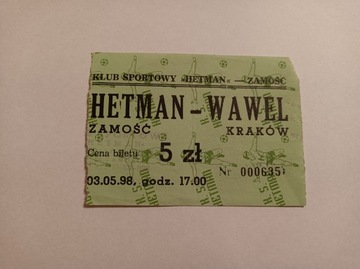 KLUB SPORTOWY »HETMAN« — ZAMOŚĆ
HETMAN – WAWEL
ZAMOŚĆ KRAKÓW
Cena biletu 5 zł
Nr 000635
03.05.98, godz. 17.00